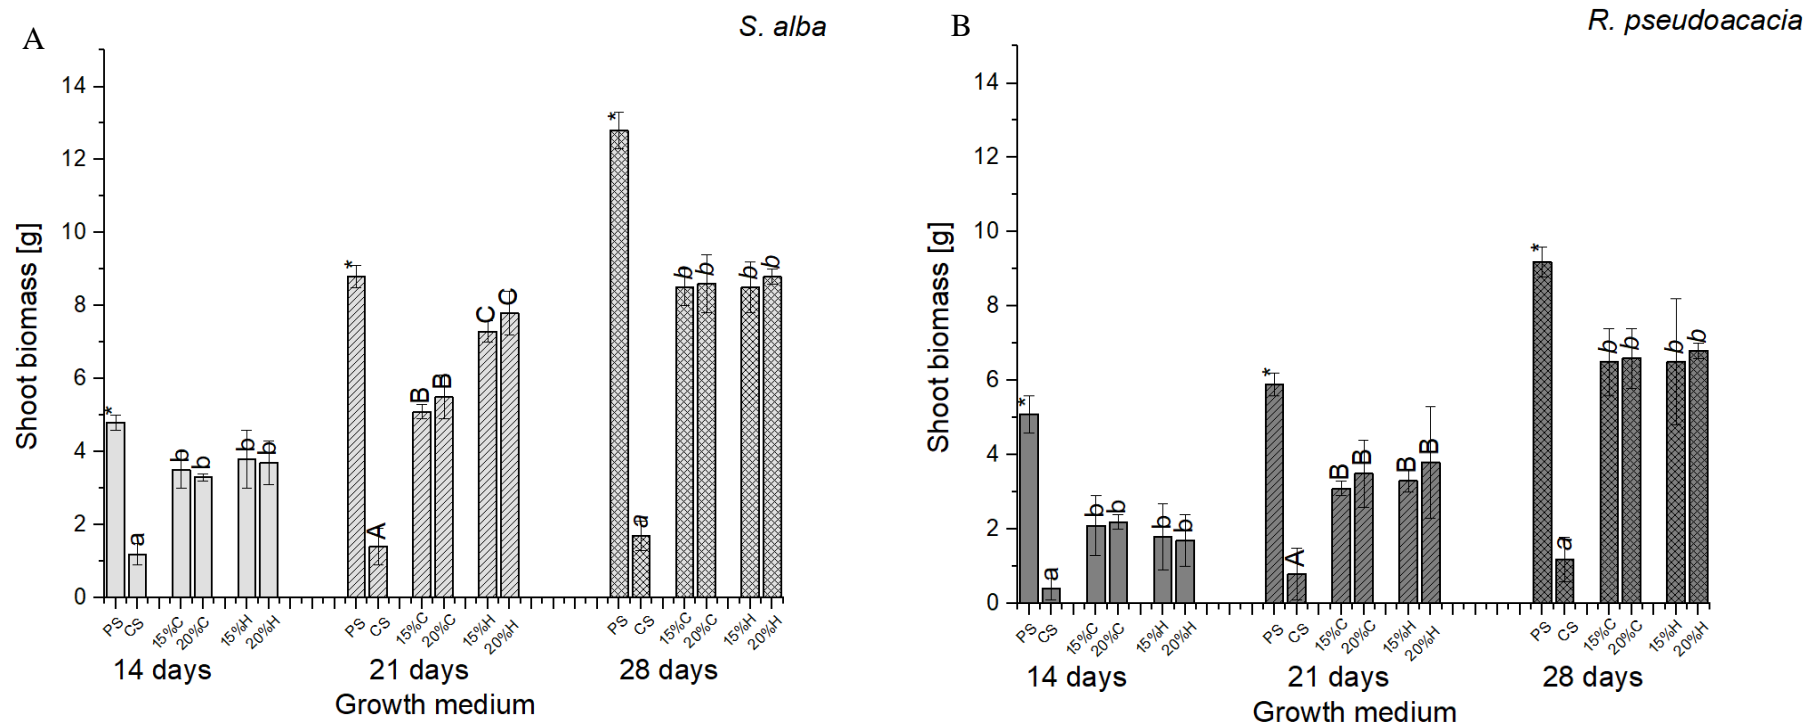 A
S. alba
Shoot biomass [g]
14
12
10
8
6
4
2
0
* a b b b b
* A B B C C
* a b b b b
PS CS 15%C 20%C 15%H 20%H
PS CS 15%C 20%C 15%H 20%H
PS CS 15%C 20%C 15%H 20%H
14 days 21 days 28 days
Growth medium
B
R. pseudoacacia
Shoot biomass [g]
14
12
10
8
6
4
2
0
* a b b b b
* A B B B B
* a b b b b
PS CS 15%C 20%C 15%H 20%H
PS CS 15%C 20%C 15%H 20%H
PS CS 15%C 20%C 15%H 20%H
14 days 21 days 28 days
Growth medium